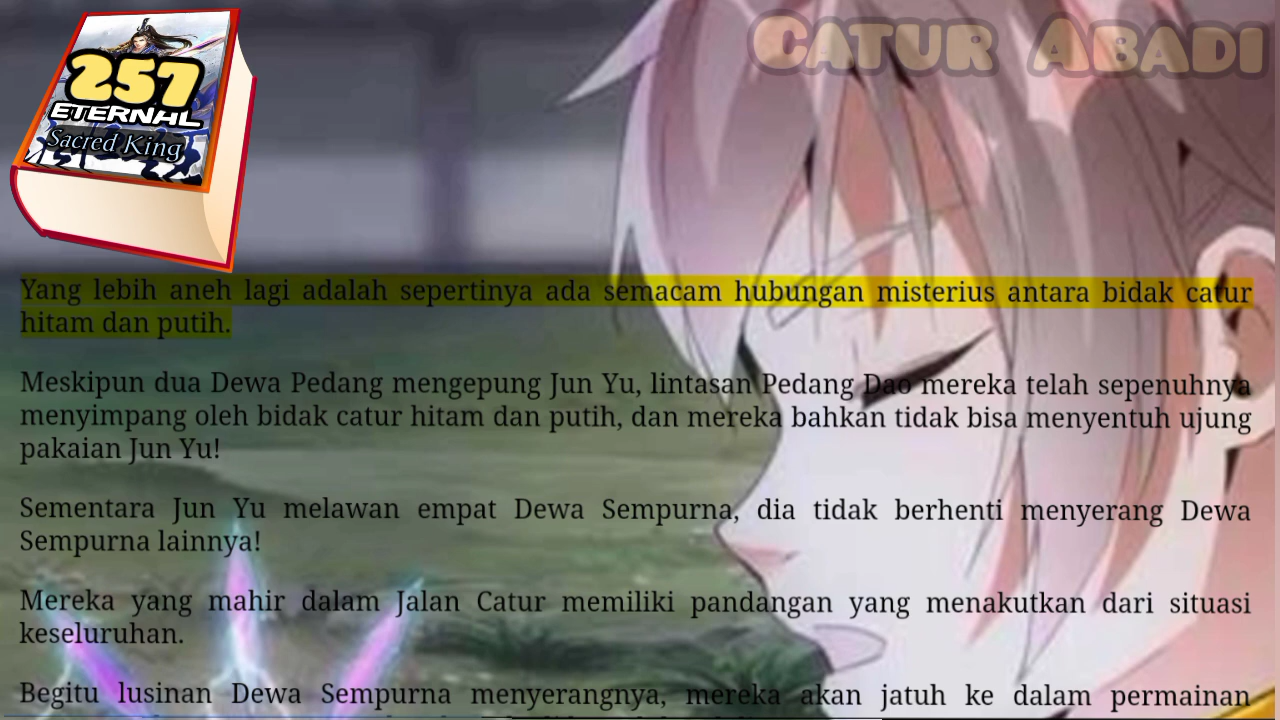 CATUR ABADI
257
ETERNAL
Sacred King
Yang lebih aneh lagi adalah sepertinya ada semacam hubungan misterius antara bidak catur
hitam dan putih.
Meskipun dua Dewa Pedang mengepung Jun Yu, lintasan Pedang Dao mereka telah sepenuhnya
menyimpang oleh bidak catur hitam dan putih, dan mereka bahkan tidak bisa menyentuh ujung
pakaian Jun Yu!
Sementara Jun Yu melawan empat Dewa Sempurna, dia tidak berhenti menyerang Dewa
Sempurna lainnya!
Mereka yang mahir dalam Jalan Catur memiliki pandangan yang menakutkan dari situasi
keseluruhan.
Begitu lusinan Dewa Sempurna menyerangnya, mereka akan jatuh ke dalam permainan